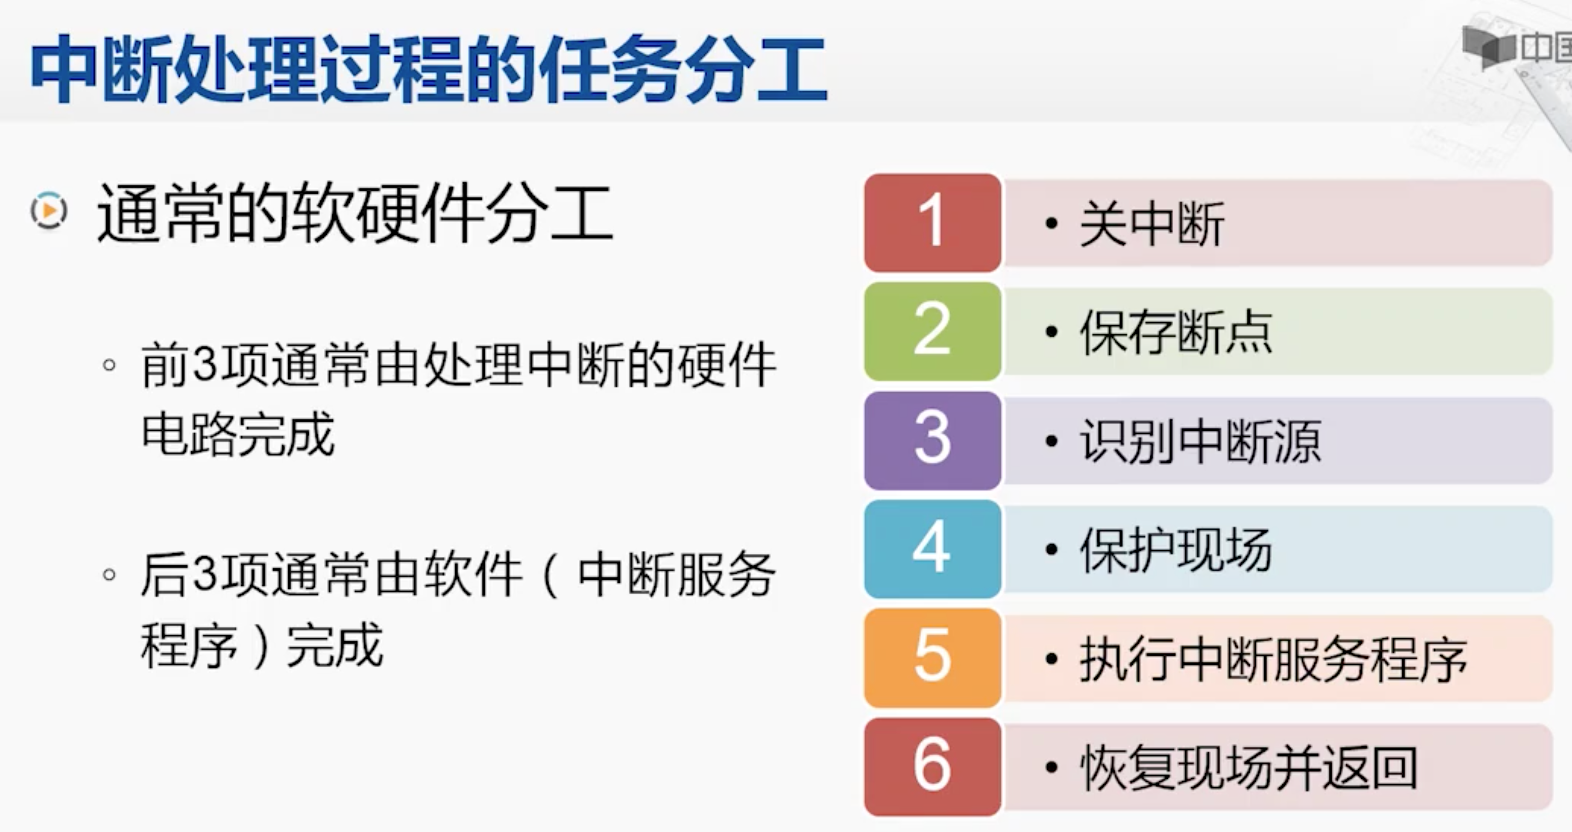 中断处理过程的任务分工
中国
通常的软硬件分工
前3项通常由处理中断的硬件
电路完成
后3项通常由软件（中断服务
程序）完成
1
• 关中断
2
• 保存断点
3
• 识别中断源
4
• 保护现场
5
• 执行中断服务程序
6
• 恢复现场并返回